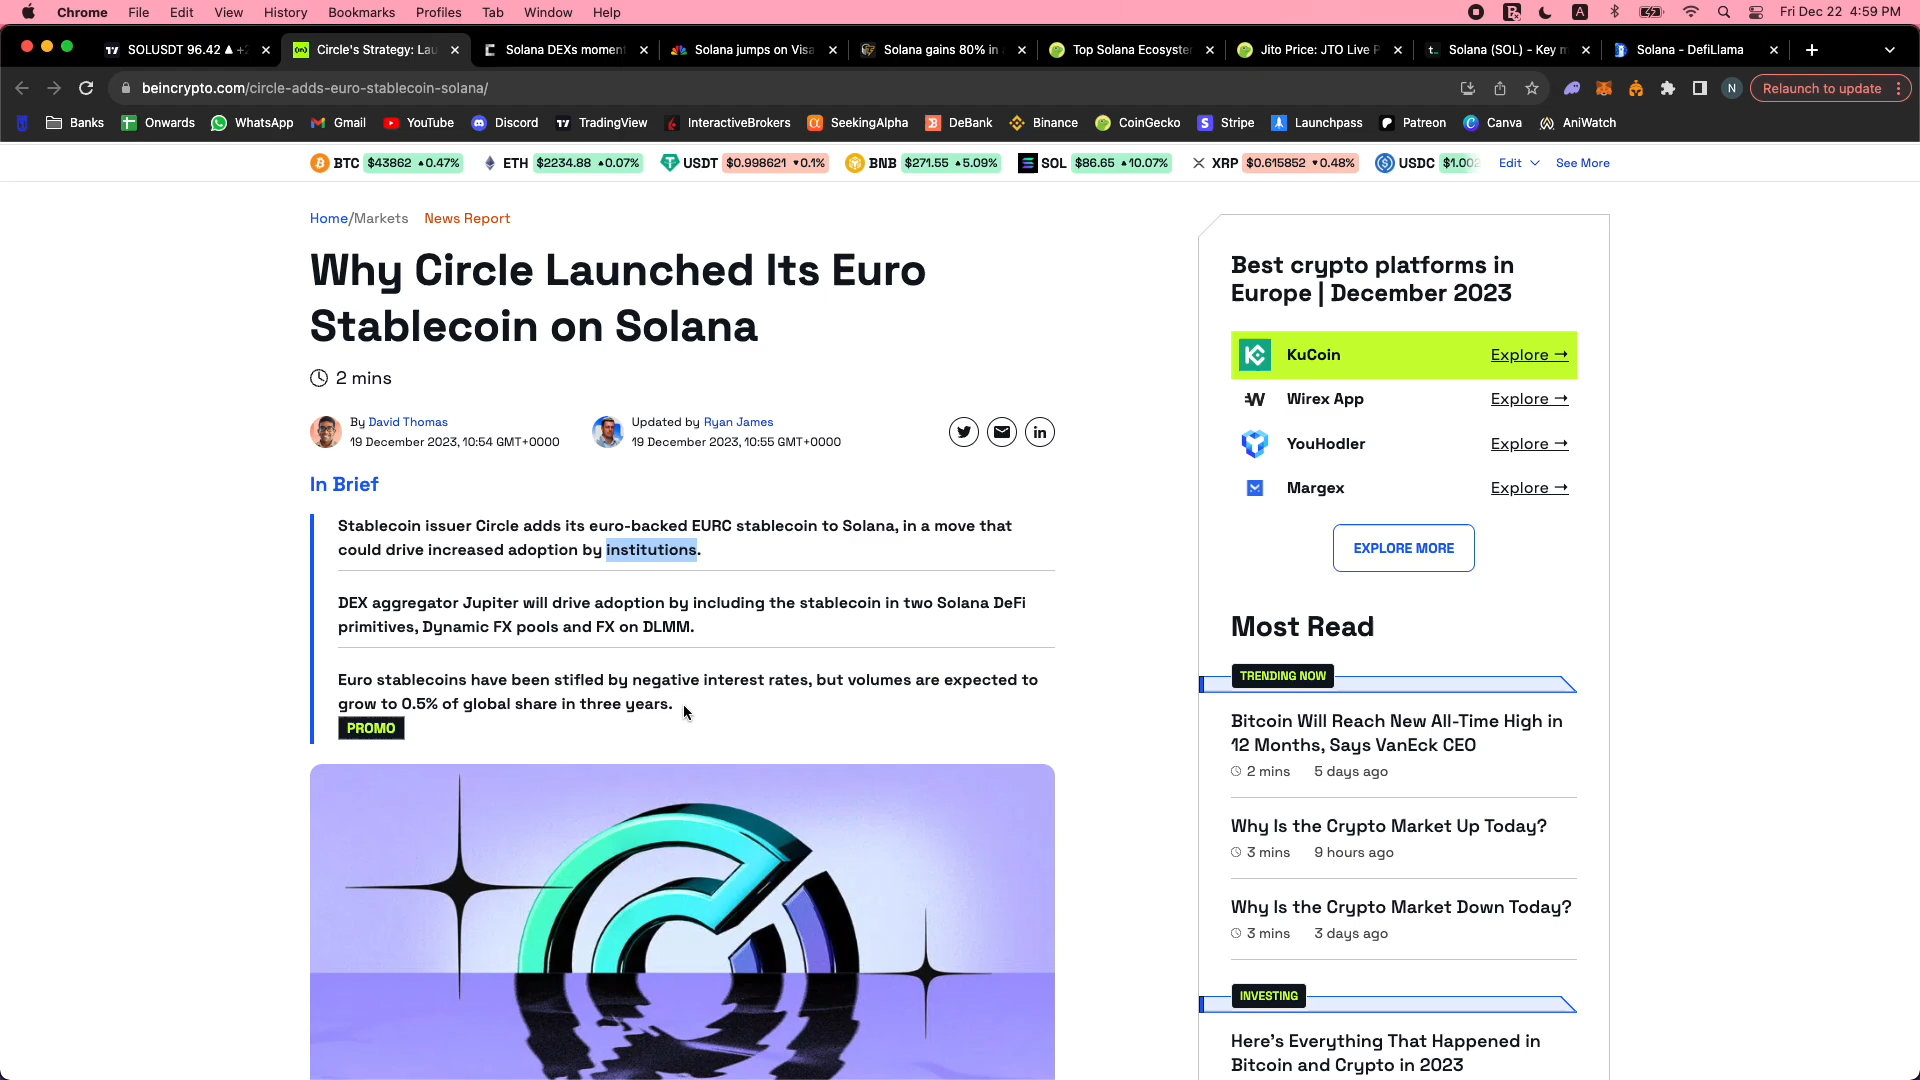 Chrome File Edit View History Bookmarks Profiles Tab Window Help
A Fri Dec 22 4:59 PM
SOLUSDT 96.42 ▲ +2
Circle's Strategy: Lau
Solana DEXs momen
Solana jumps on Visa
Solana gains 80% in
Top Solana Ecosyste
Jito Price: JTO Live P
Solana (SOL) - Key m
Solana - DefiLlama
beincrypto.com/circle-adds-euro-stablecoin-solana/
N
Relaunch to update
Banks Onwards WhatsApp Gmail YouTube Discord TradingView InteractiveBrokers SeekingAlpha DeBank Binance CoinGecko Stripe Launchpass Patreon Canva AniWatch
BTC $43862 ▲0.47% ETH $2234.88 ▲0.07% USDT $0.998621 ▼0.1% BNB $271.55 ▲5.09% SOL $86.65 ▲10.07% XRP $0.615852 ▼0.48% USDC $1.002 Edit See More
Home/Markets News Report
Why Circle Launched Its Euro
Stablecoin on Solana
2 mins
By David Thomas
19 December 2023, 10:54 GMT+0000
Updated by Ryan James
19 December 2023, 10:55 GMT+0000
In Brief
Stablecoin issuer Circle adds its euro-backed EURC stablecoin to Solana, in a move that
could drive increased adoption by institutions.
DEX aggregator Jupiter will drive adoption by including the stablecoin in two Solana DeFi
primitives, Dynamic FX pools and FX on DLMM.
Euro stablecoins have been stifled by negative interest rates, but volumes are expected to
grow to 0.5% of global share in three years.
PROMO
Best crypto platforms in
Europe | December 2023
KuCoin Explore →
Wirex App Explore →
YouHodler Explore →
Margex Explore →
EXPLORE MORE
Most Read
TRENDING NOW
Bitcoin Will Reach New All-Time High in
12 Months, Says VanEck CEO
2 mins 5 days ago
Why Is the Crypto Market Up Today?
3 mins 9 hours ago
Why Is the Crypto Market Down Today?
3 mins 3 days ago
INVESTING
Here's Everything That Happened in
Bitcoin and Crypto in 2023